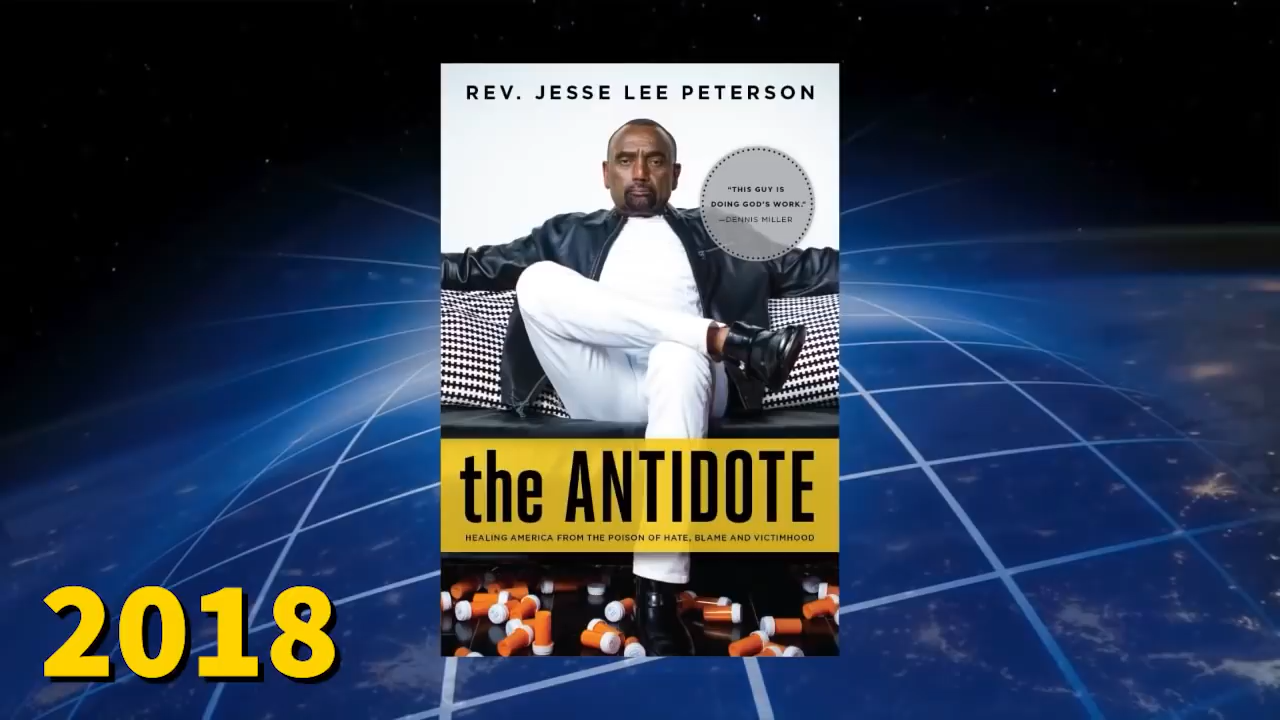 REV. JESSE LEE PETERSON
“THIS GUY IS
DOING GOD'S WORK.”
—DENNIS MILLER
the ANTIDOTE
HEALING AMERICA FROM THE POISON OF HATE, BLAME AND VICTIMHOOD
2018